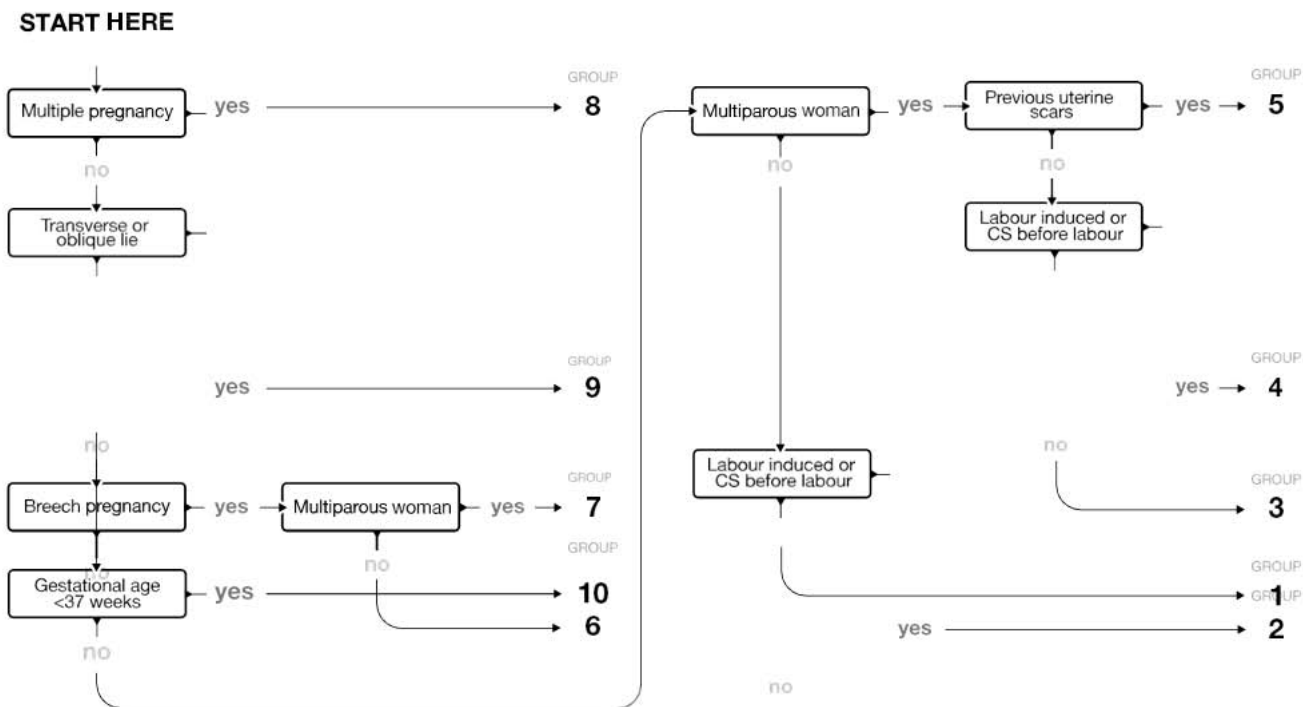 START HERE
Multiple pregnancy
yes
GROUP
8
no
Transverse or
oblique lie
yes
GROUP
9
no
Breech pregnancy
yes
Multiparous woman
yes
GROUP
7
no
Gestational age
<37 weeks
yes
GROUP
10
no
6
no
Multiparous woman
yes
Previous uterine
scars
yes
GROUP
5
no
no
Labour induced or
CS before labour
yes
GROUP
4
no
GROUP
3
Labour induced or
CS before labour
GROUP
1
yes
GROUP
2
no